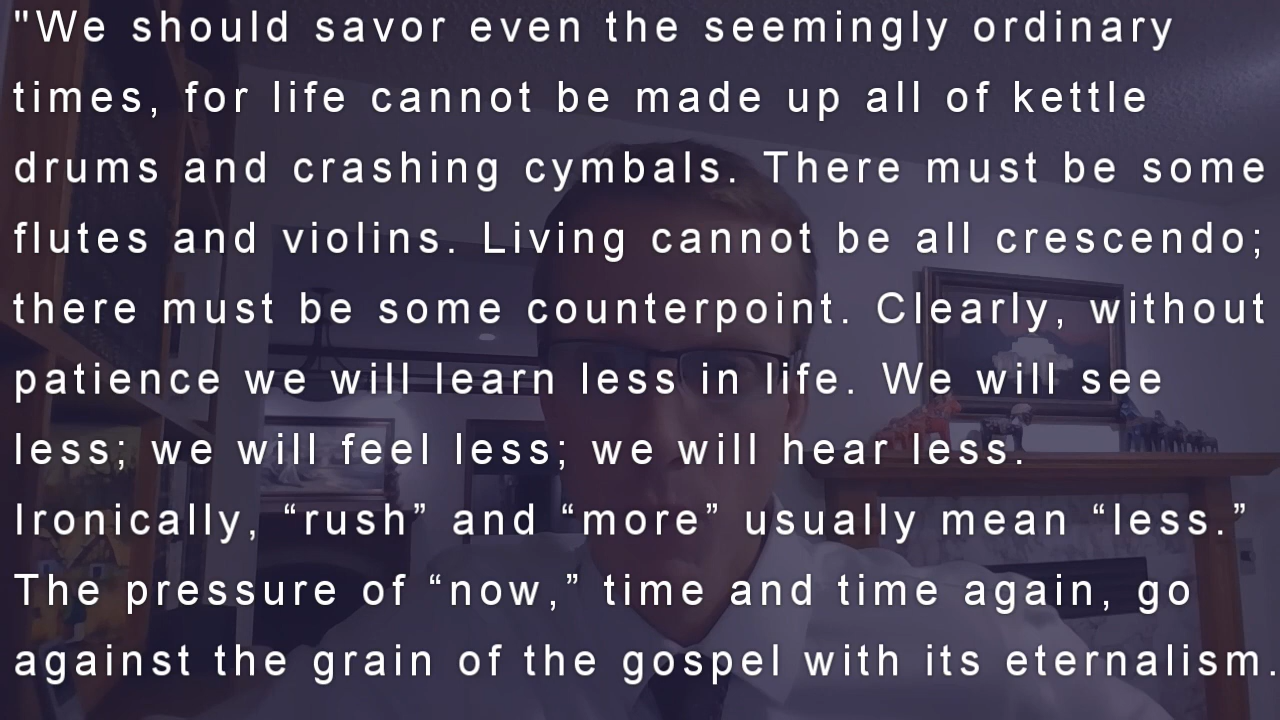 "We should savor even the seemingly ordinary
times, for life cannot be made up all of kettle
drums and crashing cymbals. There must be some
flutes and violins. Living cannot be all crescendo;
there must be some counterpoint. Clearly, without
patience we will learn less in life. We will see
less; we will feel less; we will hear less.
Ironically, “rush” and “more” usually mean “less.”
The pressure of “now,” time and time again, go
against the grain of the gospel with its eternalism.